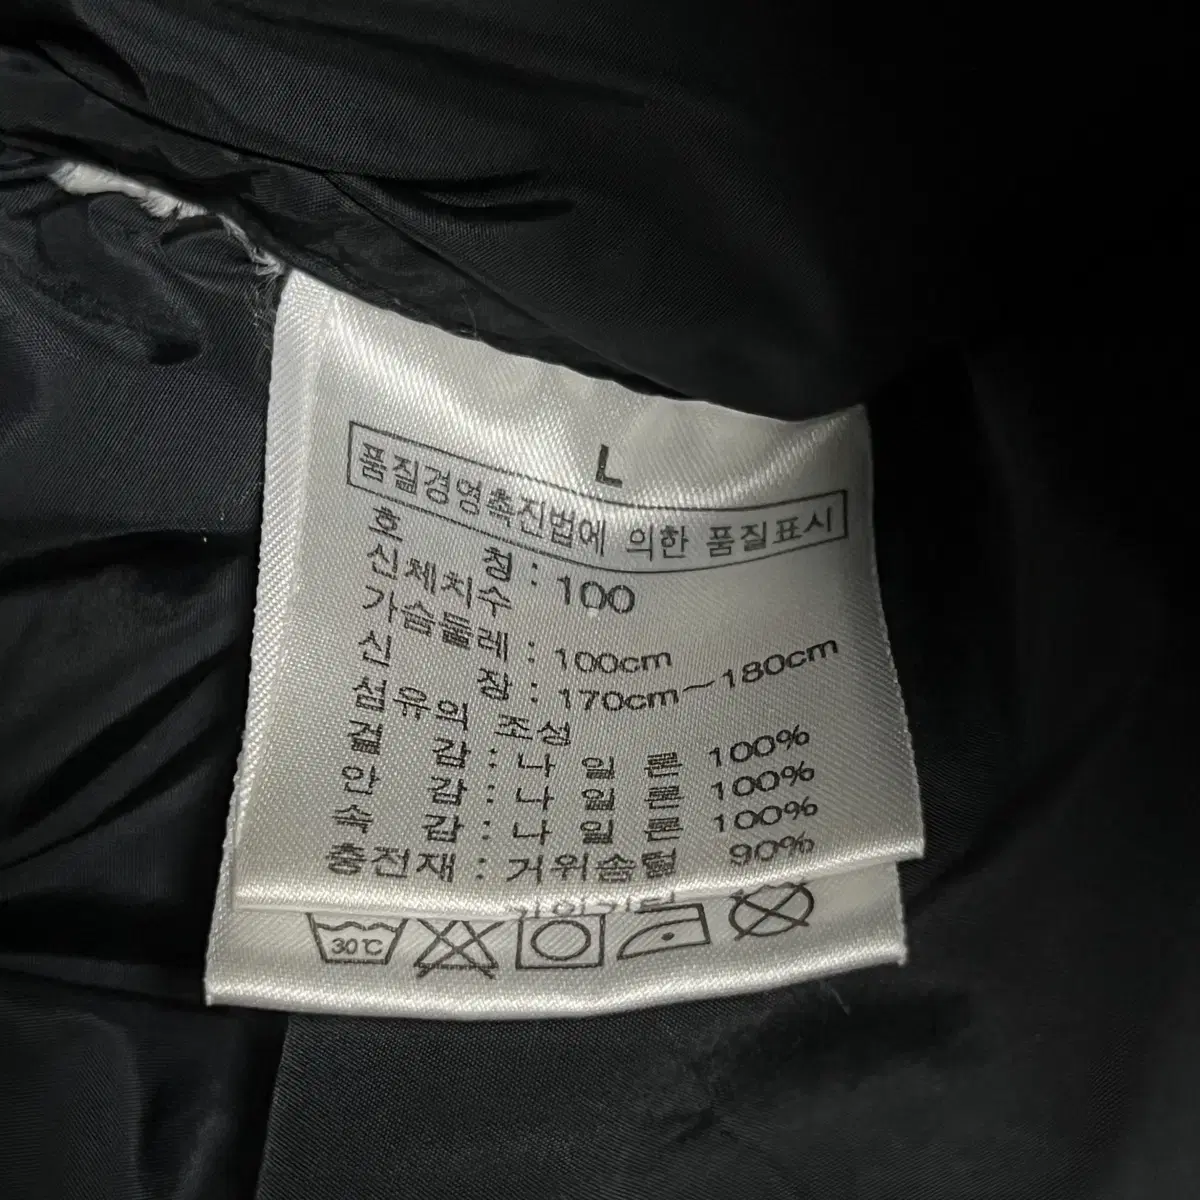 L
품질경영촉진법에 의한 품질표시
호 청 : 100
신체치수
가슴둘레 : 100cm
신 장 : 170cm~180cm
섬유의 조성
겉 감 : 나 일 론 100%
안 감 : 나 일 론 100%
속 감 : 나 일 론 100%
충전재 : 거위솜털 90%
30℃